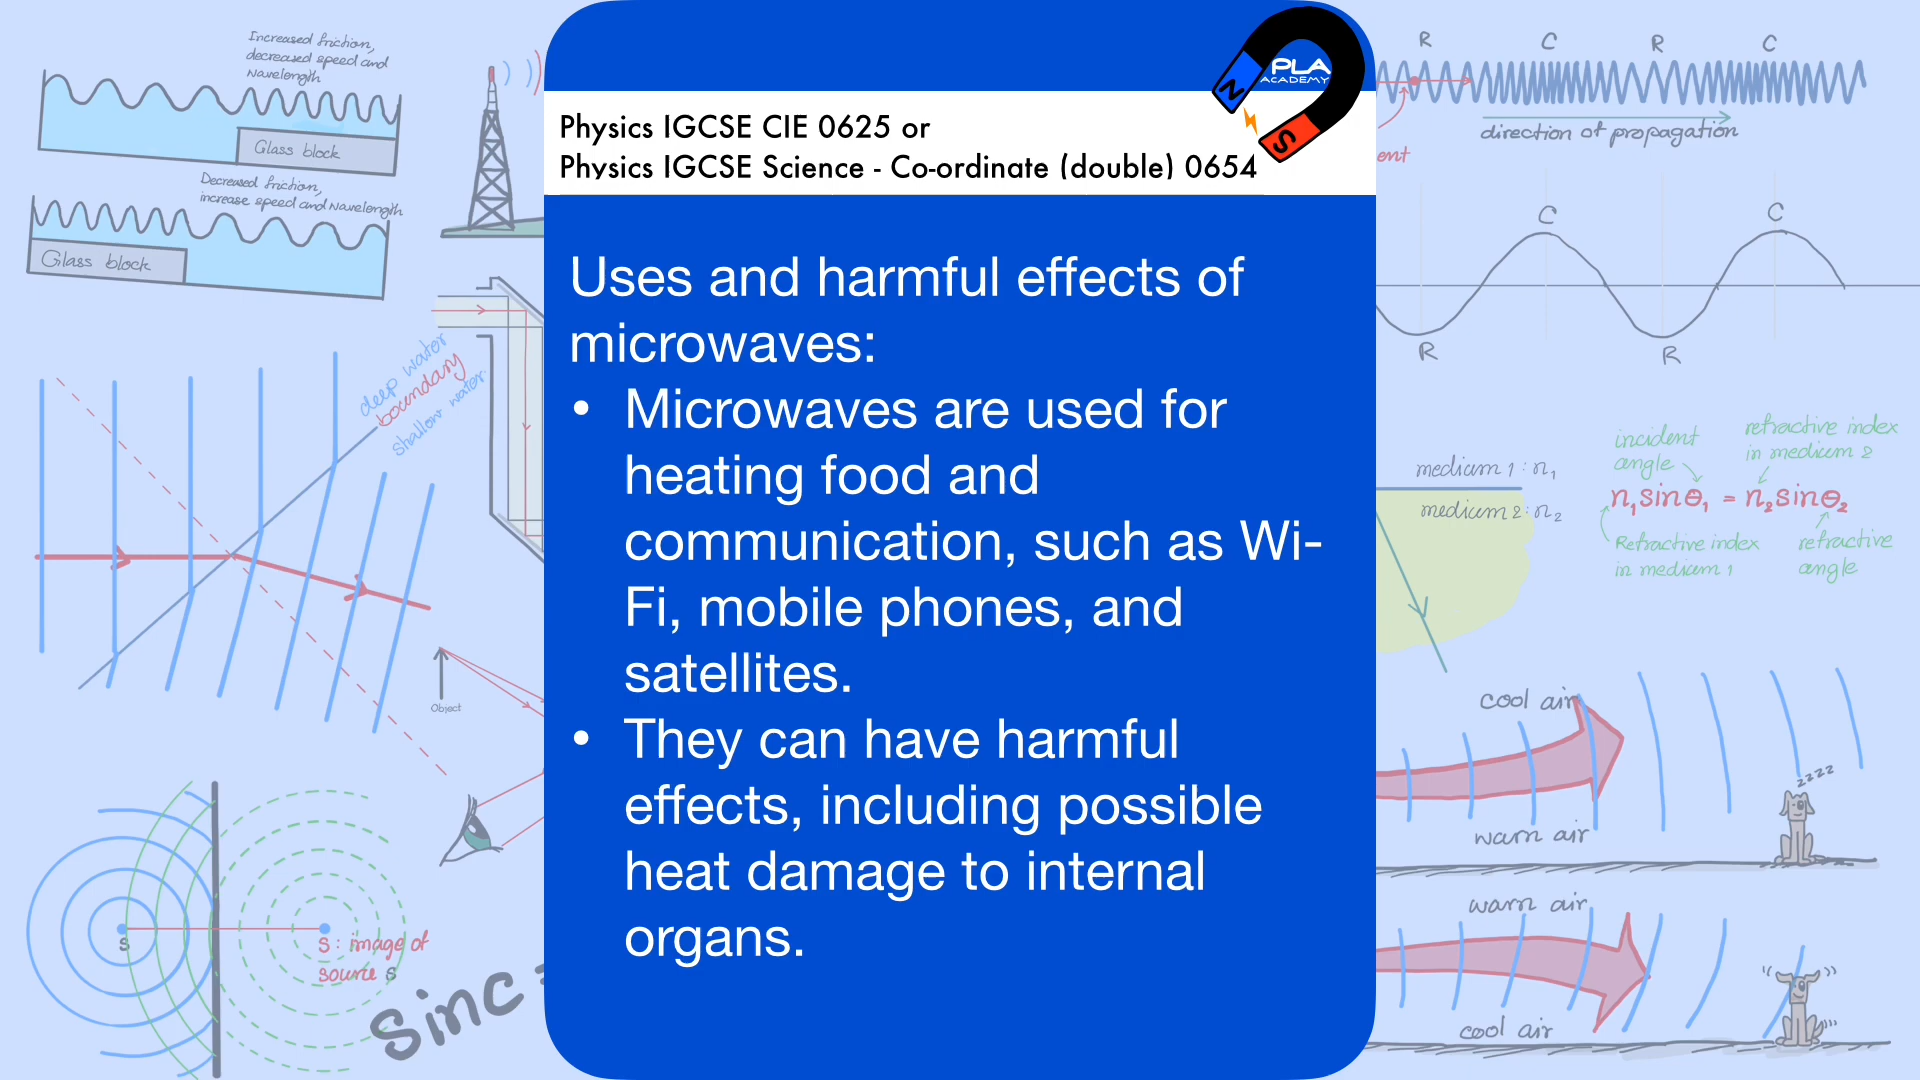 Increased friction,
decreased speed and
wavelength
Glass block
Decreased friction,
increase speed and wavelength
Glass block
deep water
boundary
shallow water
Object
S
S: image of
source S
Sinc
PLA
ACADEMY
N
S
Physics IGCSE CIE 0625 or
Physics IGCSE Science - Co-ordinate (double) 0654
Uses and harmful effects of
microwaves:
• Microwaves are used for
heating food and
communication, such as Wi-
Fi, mobile phones, and
satellites.
• They can have harmful
effects, including possible
heat damage to internal
organs.
R C R C
direction of propagation
ent
C C
R R
medium 1: n₁
medium 2: n₂
incident
angle
refractive index
in medium 2
n₁sinθ₁ = n₂sinθ₂
Refractive index
in medium 1
refractive
angle
cool air
zzzz
warm air
warm air
cool air